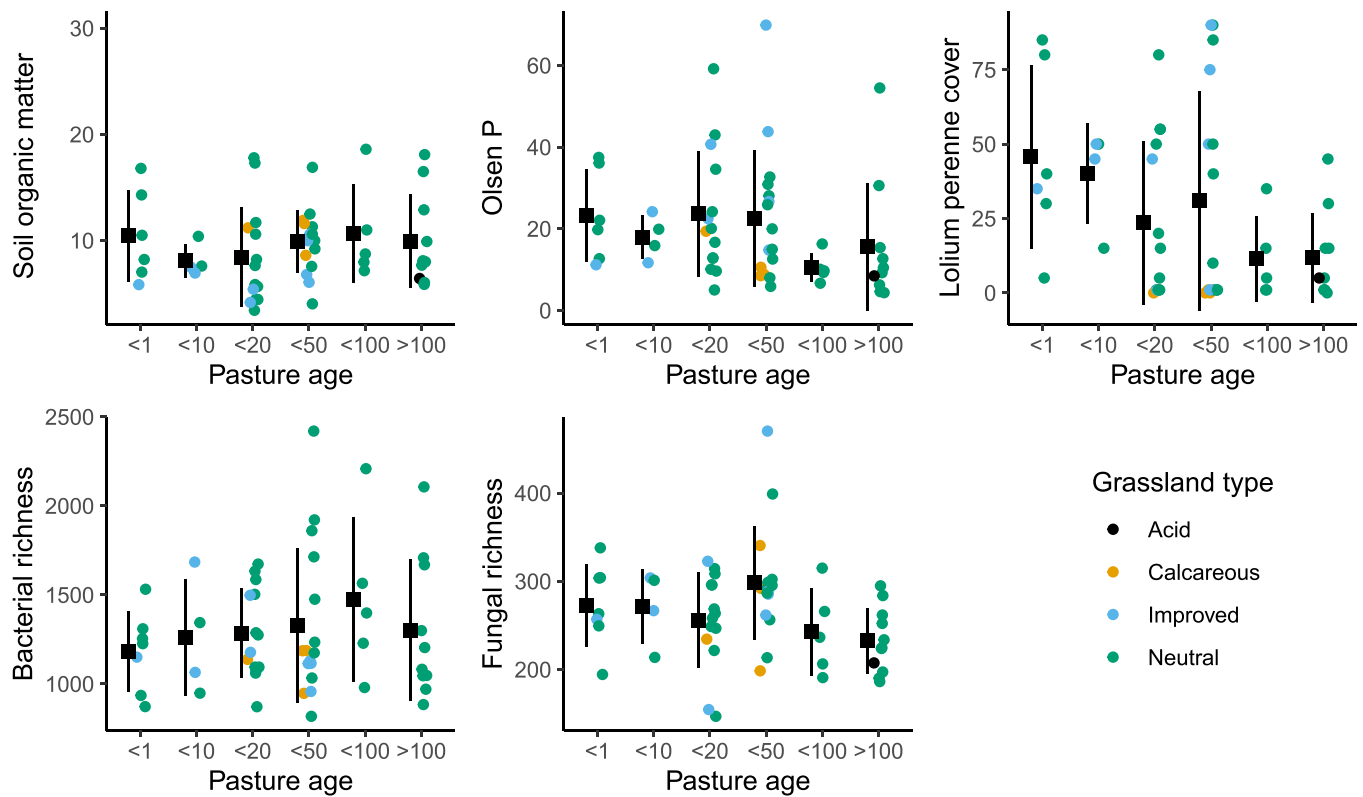 Soil organic matter
30
20
10
<1 <10 <20 <50 <100 >100
Pasture age
Olsen P
60
40
20
0
<1 <10 <20 <50 <100 >100
Pasture age
Lolium perenne cover
75
50
25
0
<1 <10 <20 <50 <100 >100
Pasture age
Bacterial richness
2500
2000
1500
1000
<1 <10 <20 <50 <100 >100
Pasture age
Fungal richness
400
300
200
<1 <10 <20 <50 <100 >100
Pasture age
Grassland type
Acid
Calcareous
Improved
Neutral